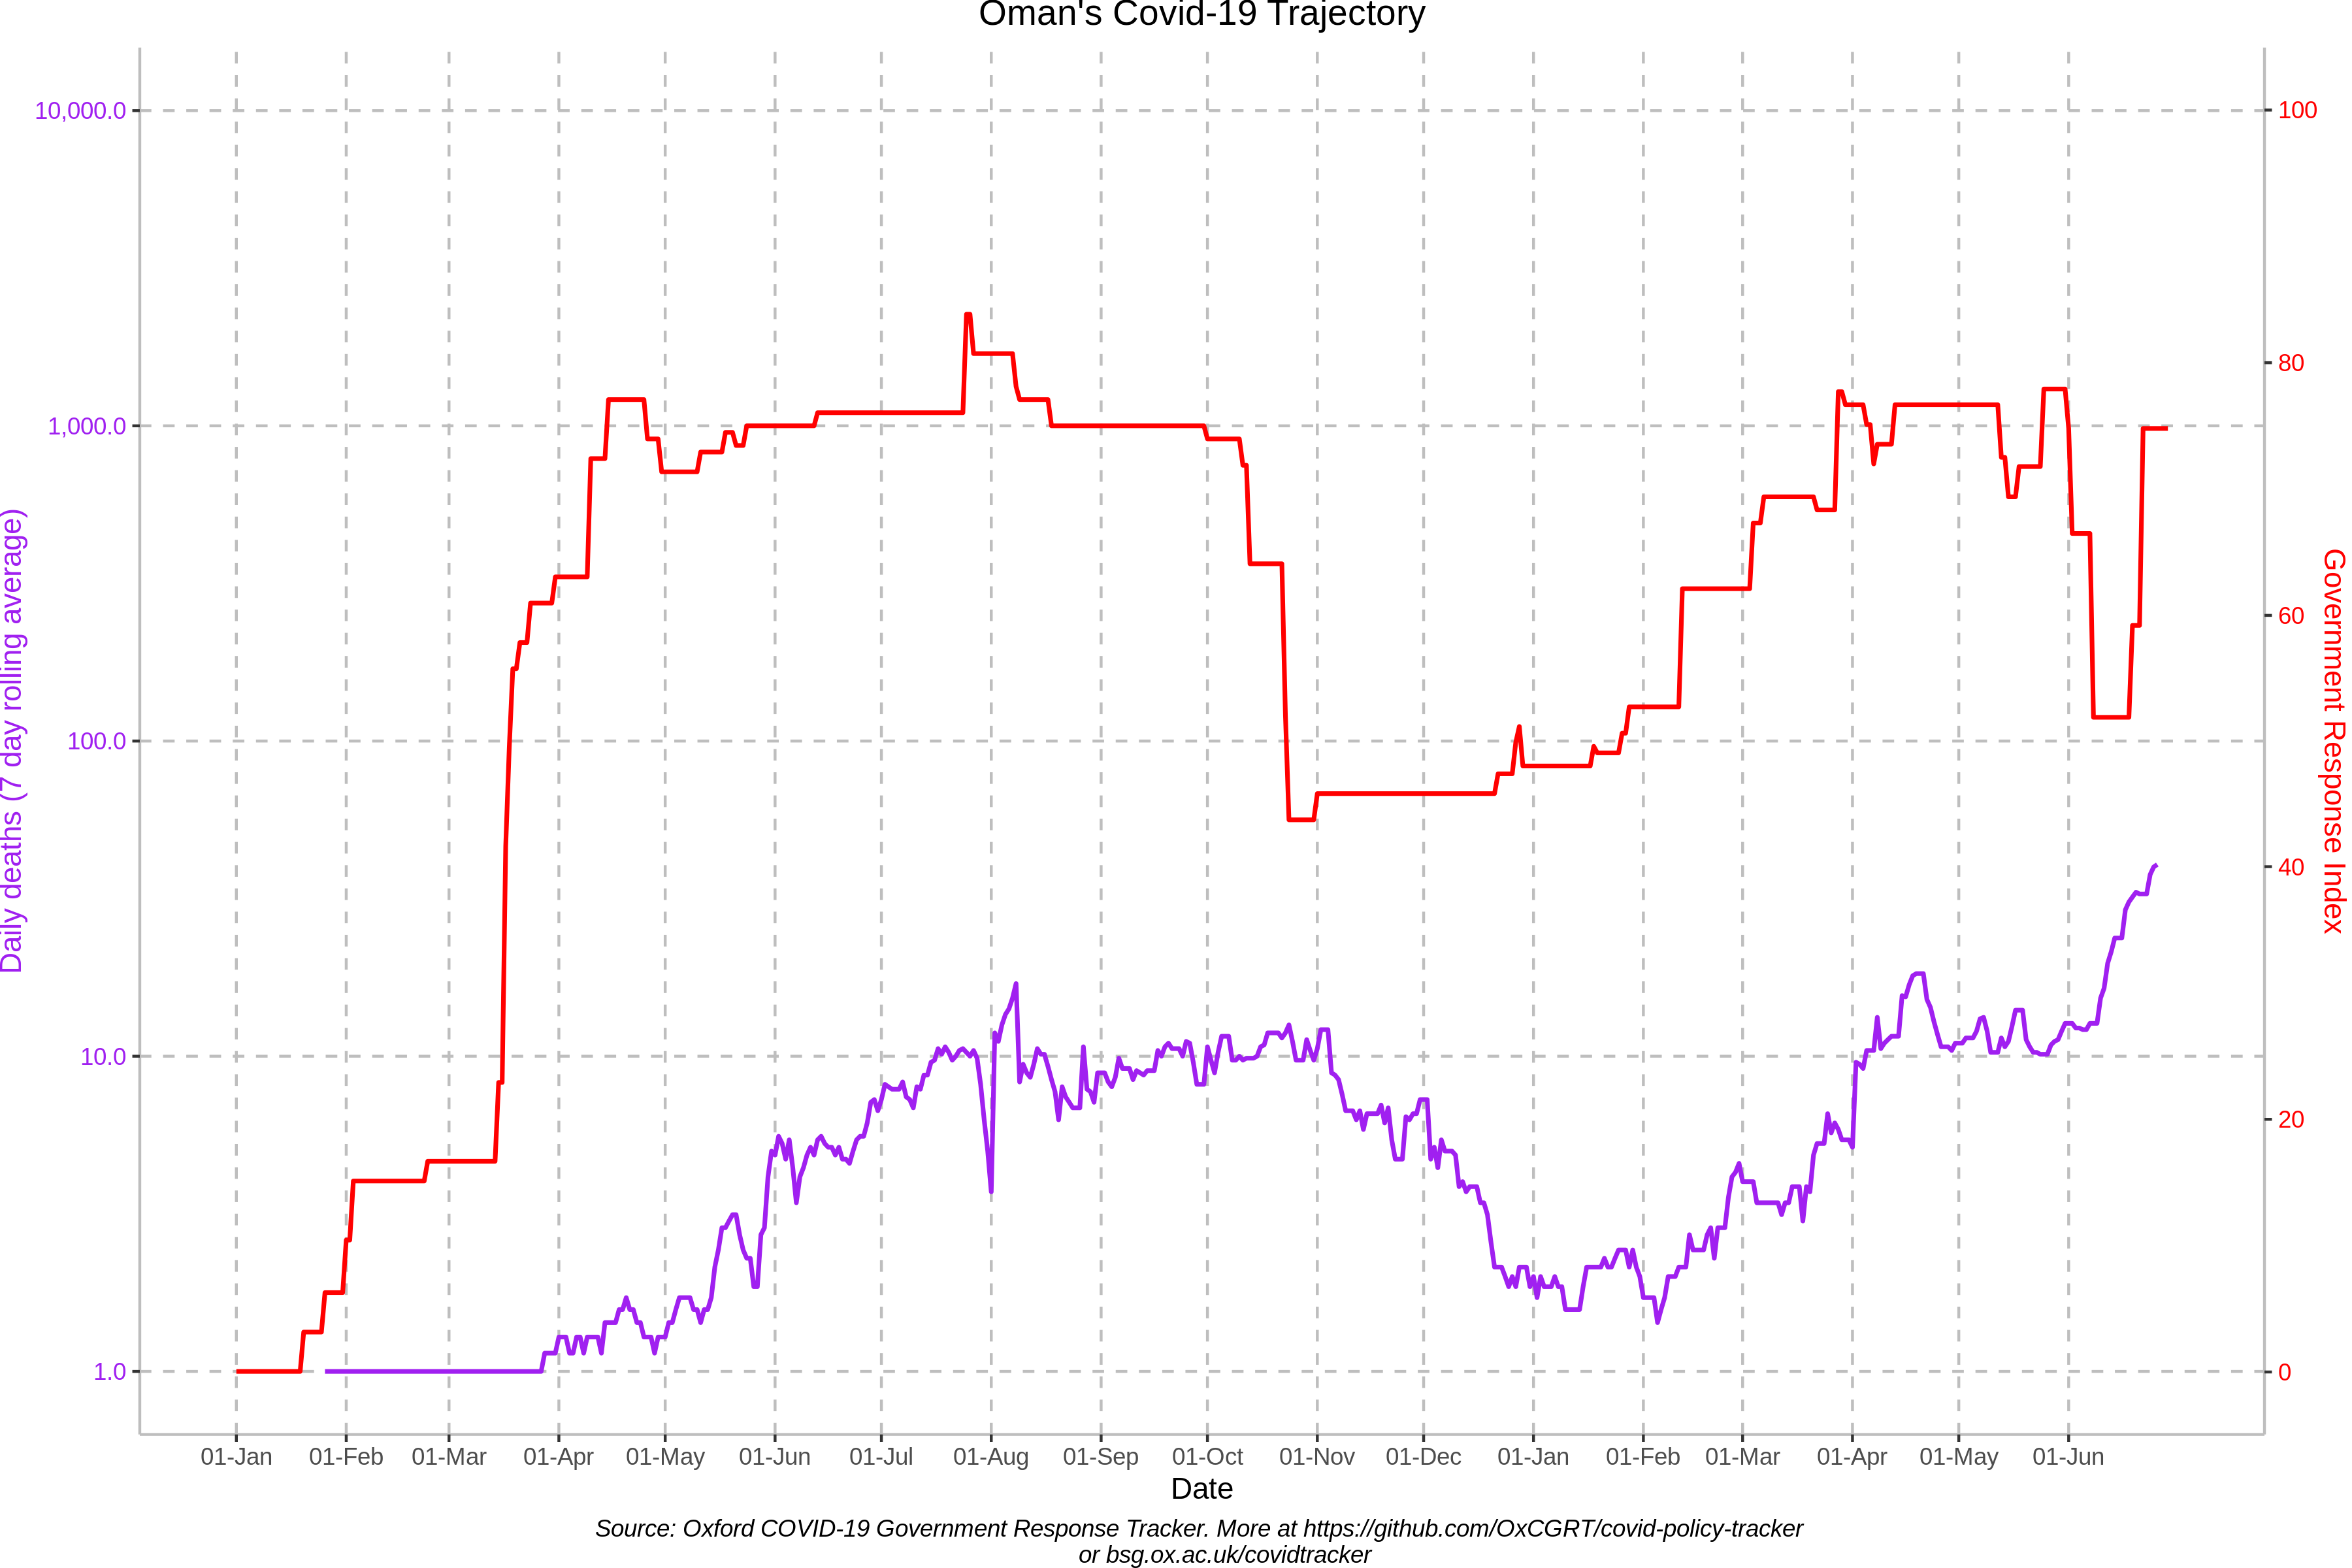 Oman's Covid-19 Trajectory
10,000.0
1,000.0
100.0
10.0
1.0
Daily deaths (7 day rolling average)
100
80
60
40
20
0
Government Response Index
01-Jan 01-Feb 01-Mar 01-Apr 01-May 01-Jun 01-Jul 01-Aug 01-Sep 01-Oct 01-Nov 01-Dec 01-Jan 01-Feb 01-Mar 01-Apr 01-May 01-Jun
Date
Source: Oxford COVID-19 Government Response Tracker. More at https://github.com/OxCGRT/covid-policy-tracker
or bsg.ox.ac.uk/covidtracker